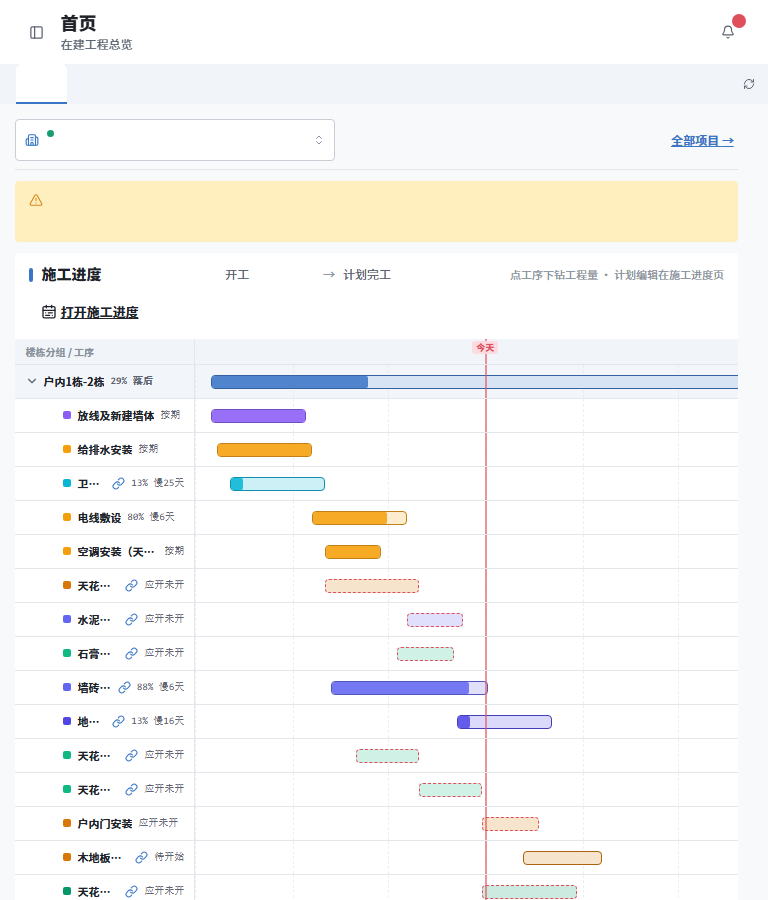 首页
在建工程总览
全部项目 →
施工进度
开工 → 计划完工
点工序下钻工程量 · 计划编辑在施工进度页
打开施工进度
楼栋分组 / 工序
今天
户内1栋-2栋 29% 落后
放线及新建墙体 按期
给排水安装 按期
卫… 13% 慢25天
电线敷设 80% 慢6天
空调安装（天… 按期
天花… 应开未开
水泥… 应开未开
石膏… 应开未开
墙砖… 88% 慢6天
地… 13% 慢16天
天花… 应开未开
天花… 应开未开
户内门安装 应开未开
木地板… 待开始
天花… 应开未开